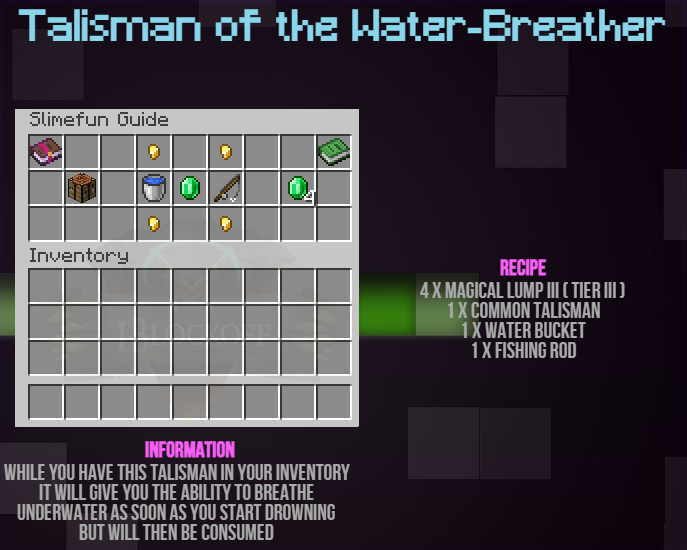 Talisman of the Water-Breather
Slimefun Guide
4
Inventory
1Blockoff
RECIPE
4 X MAGICAL LUMP III ( TIER III )
1 X COMMON TALISMAN
1 X WATER BUCKET
1 X FISHING ROD
INFORMATION
WHILE YOU HAVE THIS TALISMAN IN YOUR INVENTORY
IT WILL GIVE YOU THE ABILITY TO BREATHE
UNDERWATER AS SOON AS YOU START DROWNING
BUT WILL THEN BE CONSUMED